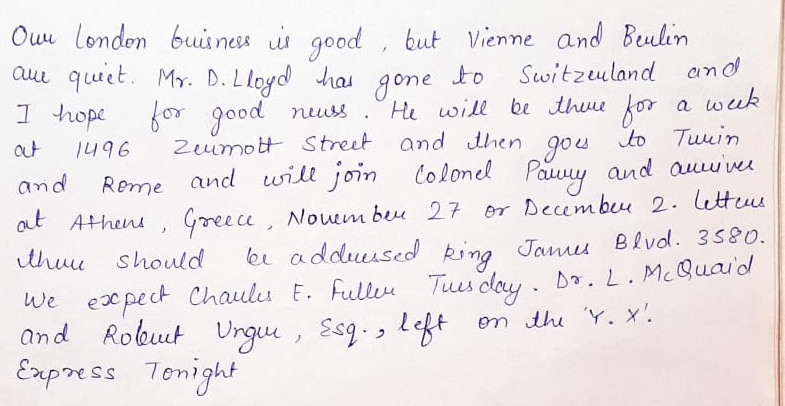 Our London buisness is good, but Vienne and Berlin
are quiet. Mr. D. Lloyd has gone to Switzerland and
I hope for good news. He will be there for a week
at 1496 Zermott Street and then goes to Turin
and Rome and will join Colonel Parry and arrives
at Athens, Greece, November 27 or December 2. Letters
there should be addressed King James Blvd. 3580.
We expect Charles E. Fuller Tuesday. Dr. L. McQuaid
and Robert Unger, Esq., left on the 'Y. X'.
Express Tonight